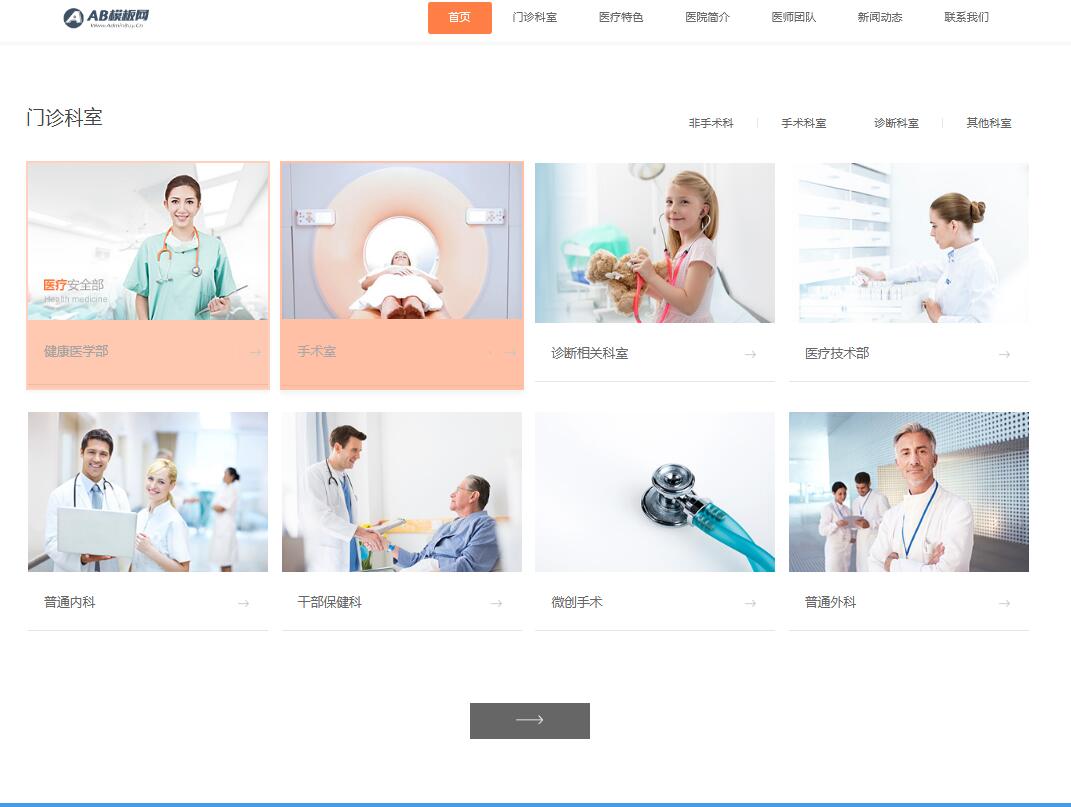 AB模板网
www.AdminBuy.Cn
首页
门诊科室
医疗特色
医院简介
医师团队
新闻动态
联系我们
门诊科室
非手术科
手术科室
诊断科室
其他科室
医疗安全部
Health medicine
健康医学部
手术室
诊断相关科室
医疗技术部
普通内科
干部保健科
微创手术
普通外科